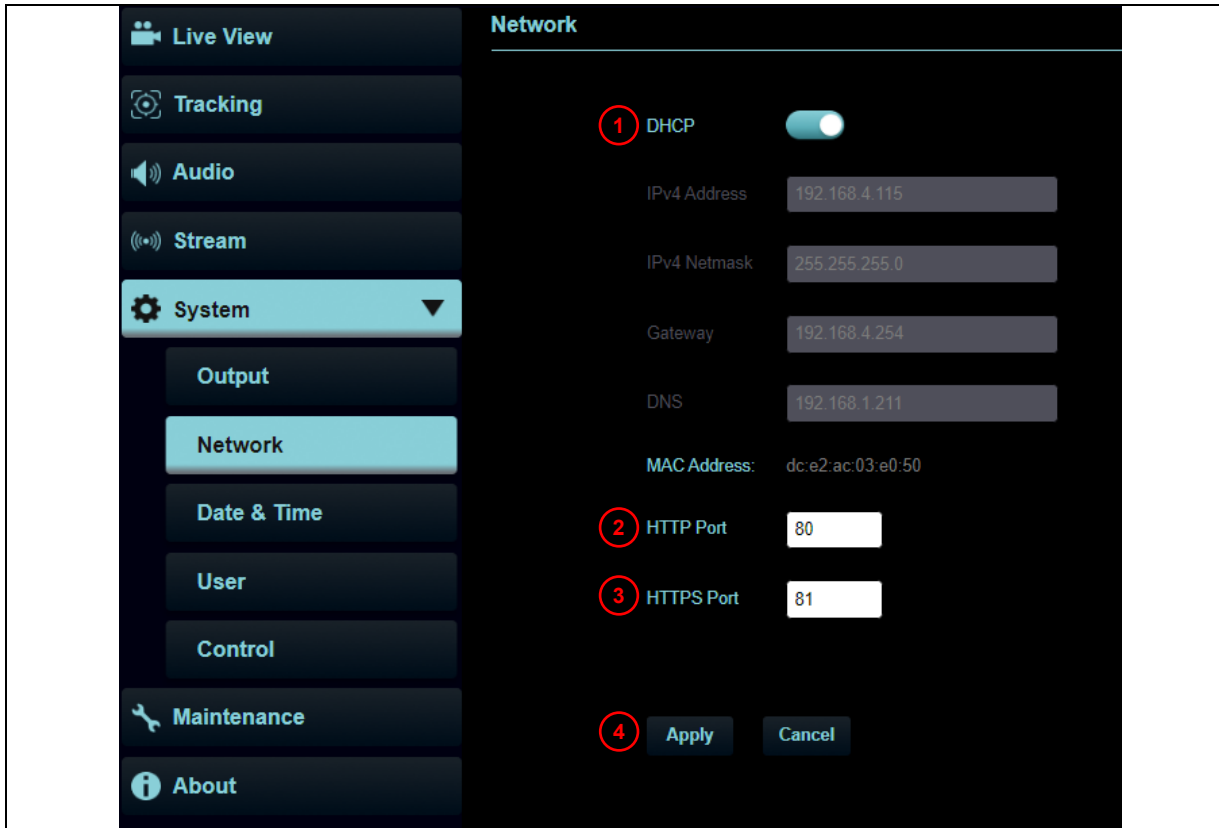 Live View
Tracking
Audio
Stream
System
Output
Network
Date & Time
User
Control
Maintenance
About
Network
1 DHCP
IPv4 Address 192.168.4.115
IPv4 Netmask 255.255.255.0
Gateway 192.168.4.254
DNS 192.168.1.211
MAC Address: dc:e2:ac:03:e0:50
2 HTTP Port 80
3 HTTPS Port 81
4 Apply Cancel